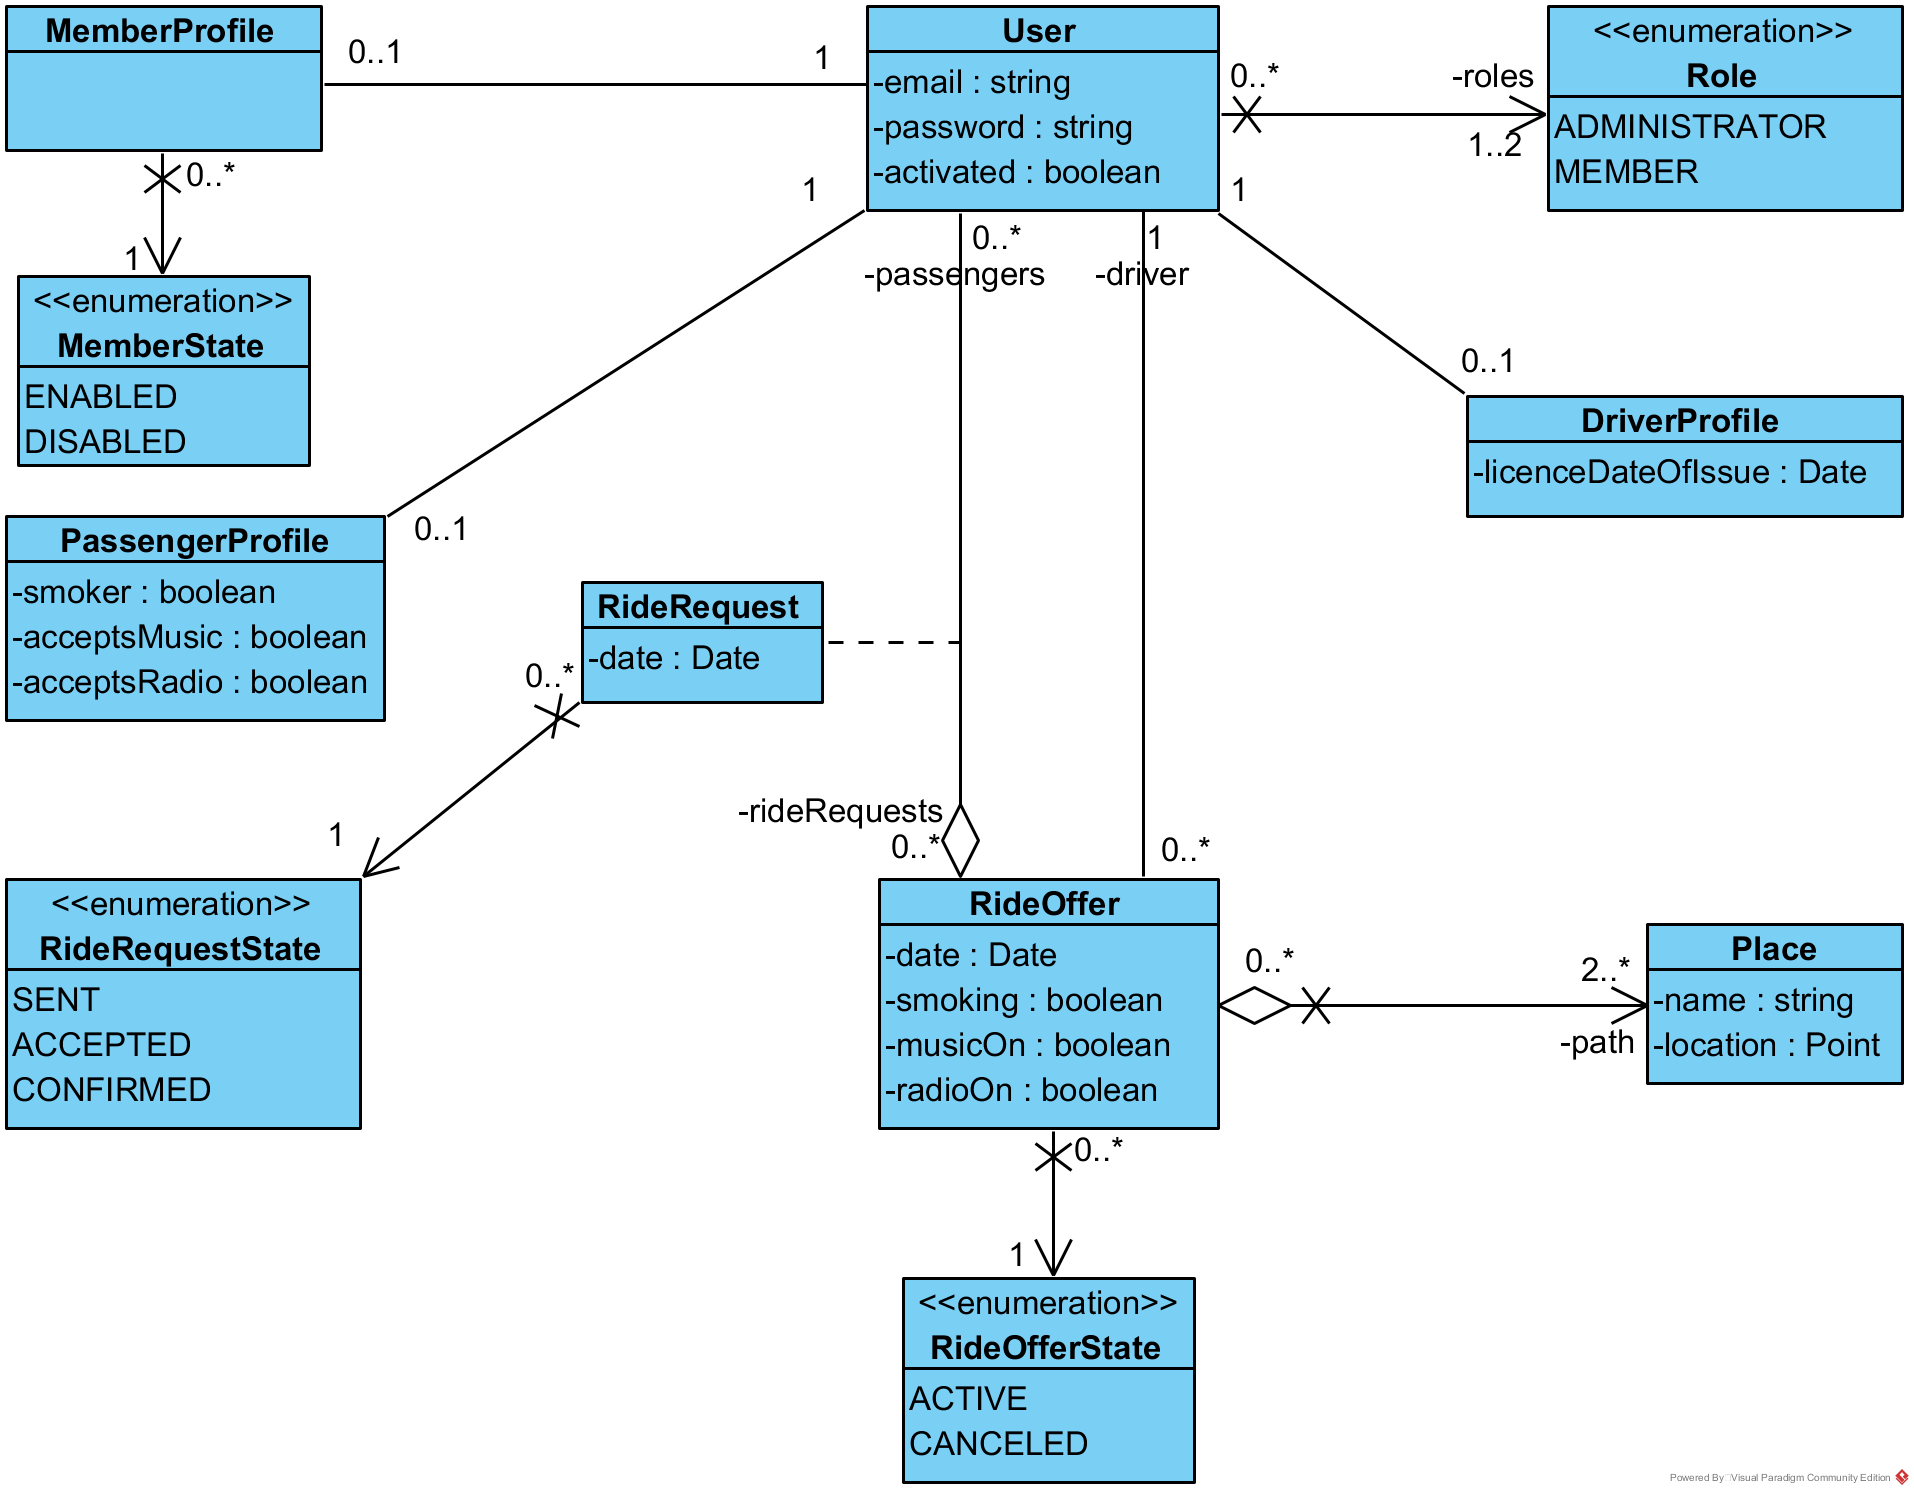 MemberProfile
0..1
1
User
-email : string
-password : string
-activated : boolean
0..*
-roles
1..2
<<enumeration>>
Role
ADMINISTRATOR
MEMBER
0..*
1
<<enumeration>>
MemberState
ENABLED
DISABLED
1
0..*
-passengers
1
-driver
1
0..1
DriverProfile
-licenceDateOfIssue : Date
PassengerProfile
-smoker : boolean
-acceptsMusic : boolean
-acceptsRadio : boolean
0..1
RideRequest
-date : Date
0..*
1
-rideRequests
0..*
0..*
<<enumeration>>
RideRequestState
SENT
ACCEPTED
CONFIRMED
RideOffer
-date : Date
-smoking : boolean
-musicOn : boolean
-radioOn : boolean
0..*
2..*
-path
Place
-name : string
-location : Point
0..*
1
<<enumeration>>
RideOfferState
ACTIVE
CANCELED
Powered By Visual Paradigm Community Edition